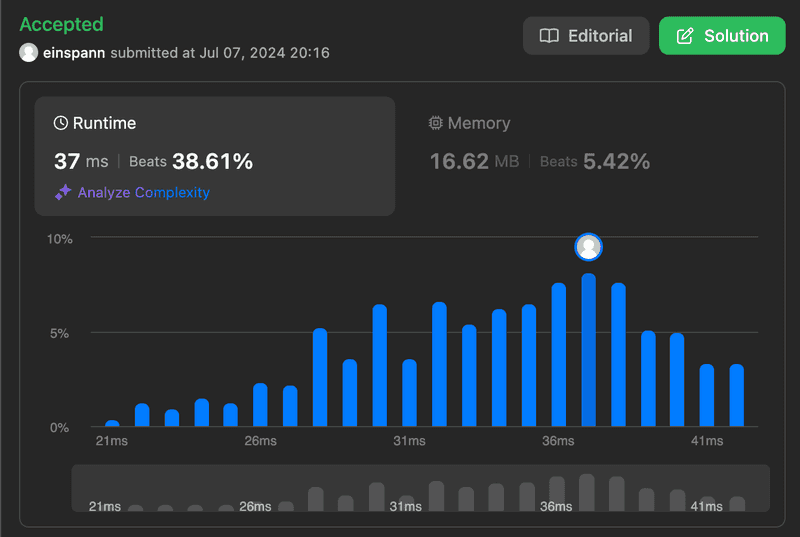 Accepted
einspann submitted at Jul 07, 2024 20:16
Editorial
Solution
Runtime
37 ms | Beats 38.61%
Analyze Complexity
Memory
16.62 MB | Beats 5.42%
10%
5%
0%
21ms 26ms 31ms 36ms 41ms
21ms 26ms 31ms 36ms 41ms